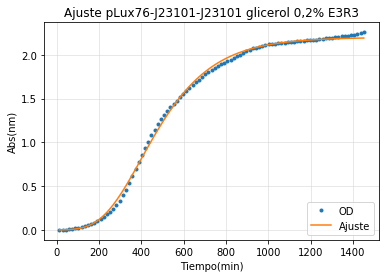 Ajuste pLux76-J23101-J23101 glicerol 0,2% E3R3
Abs(nm)
2.0
1.5
1.0
0.5
0.0
OD
Ajuste
0 200 400 600 800 1000 1200 1400
Tiempo(min)